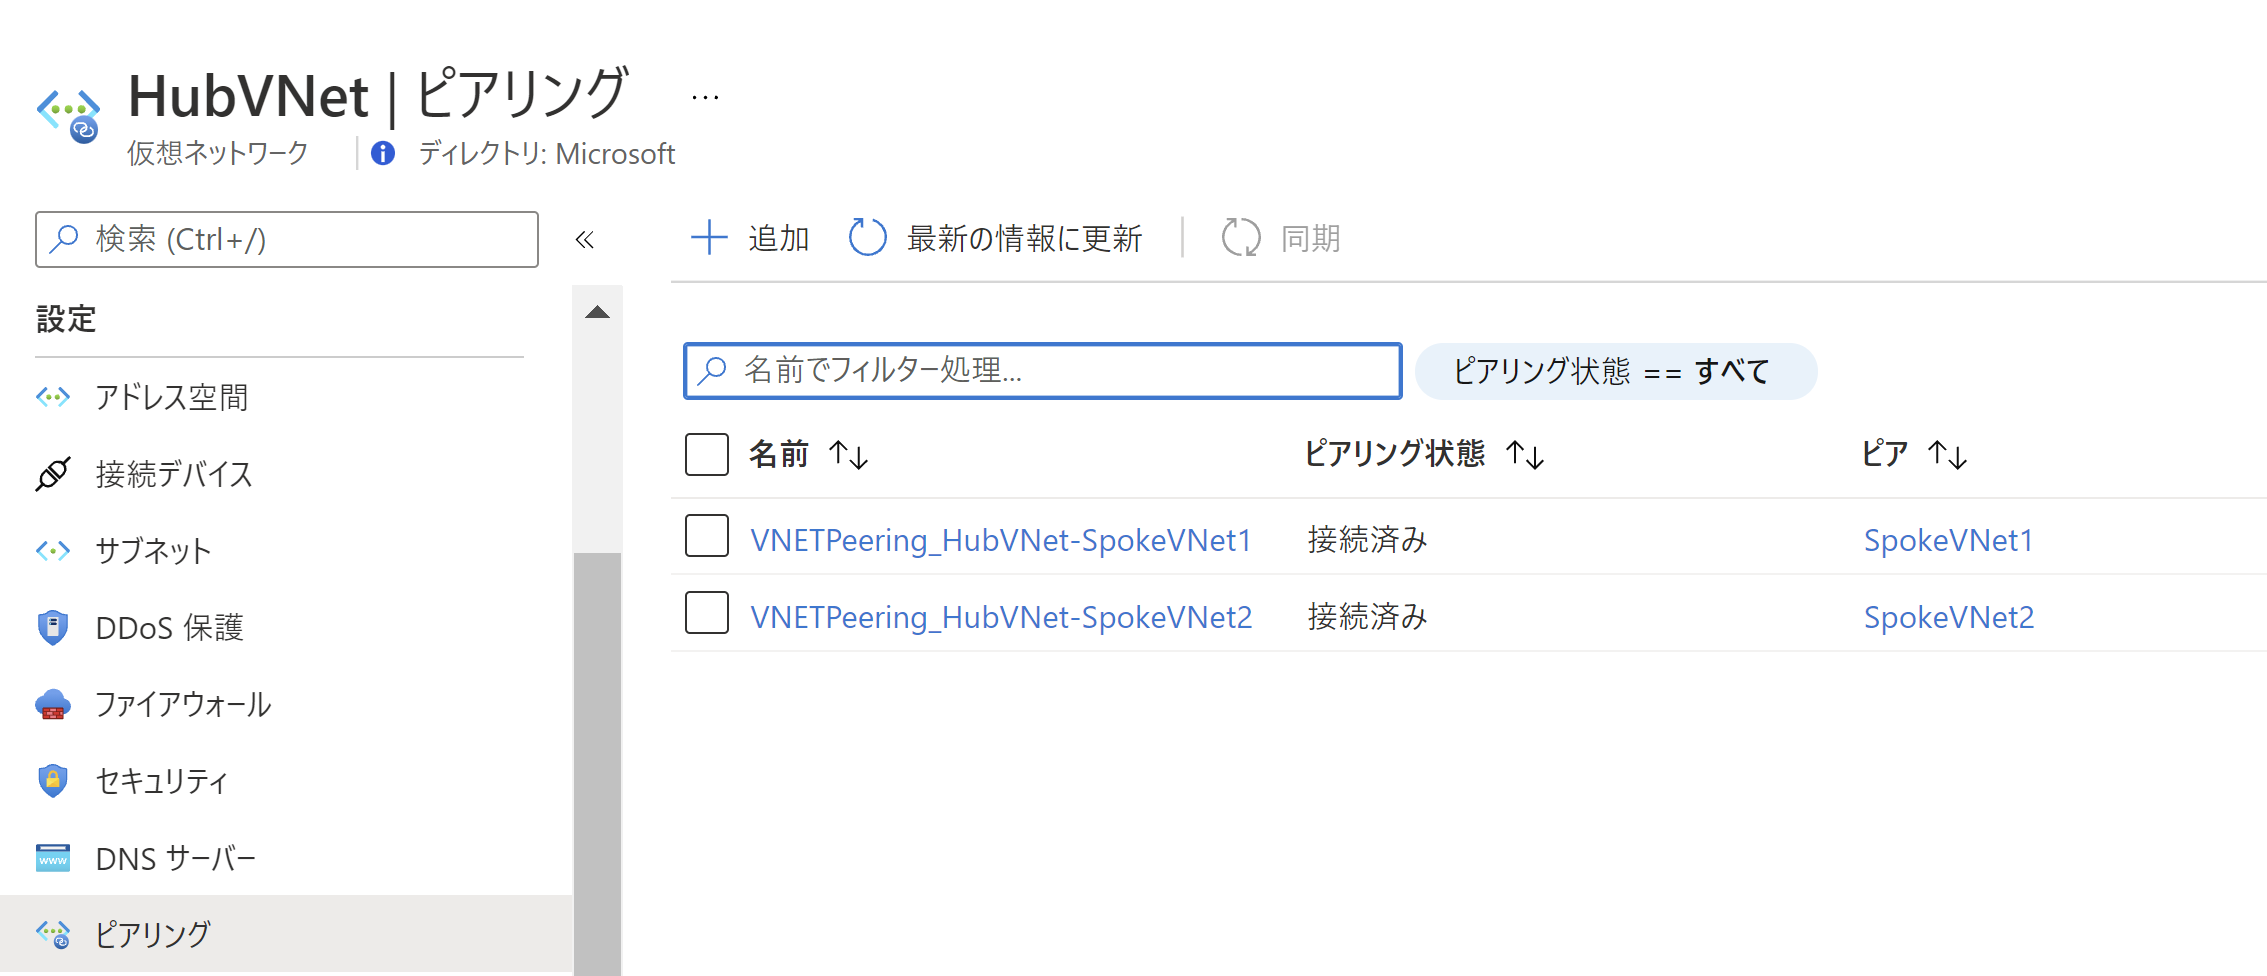 HubVNet | ピアリング ...
仮想ネットワーク ディレクトリ: Microsoft
検索 (Ctrl+/)
«
設定
アドレス空間
接続デバイス
サブネット
DDoS 保護
ファイアウォール
セキュリティ
DNS サーバー
ピアリング
追加 最新の情報に更新 同期
名前でフィルター処理... ピアリング状態 == すべて
名前 ↑↓ ピアリング状態 ↑↓ ピア ↑↓
VNETPeering_HubVNet-SpokeVNet1 接続済み SpokeVNet1
VNETPeering_HubVNet-SpokeVNet2 接続済み SpokeVNet2